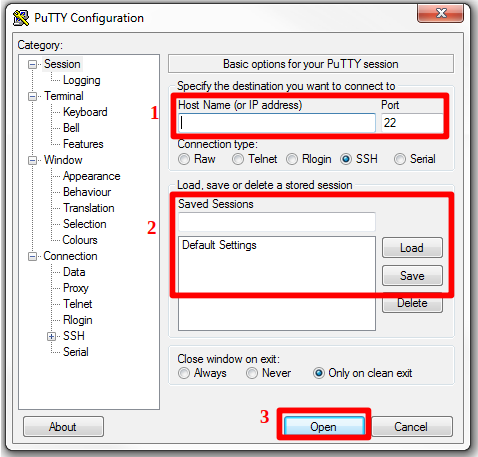 PuTTY Configuration
Category:
Session
Logging
Terminal
Keyboard
Bell
Features
Window
Appearance
Behaviour
Translation
Selection
Colours
Connection
Data
Proxy
Telnet
Rlogin
SSH
Serial
Basic options for your PuTTY session
Specify the destination you want to connect to
1
Host Name (or IP address) Port
22
Connection type:
Raw Telnet Rlogin SSH Serial
Load, save or delete a stored session
2
Saved Sessions
Default Settings
Load
Save
Delete
Close window on exit:
Always Never Only on clean exit
3
About Open Cancel